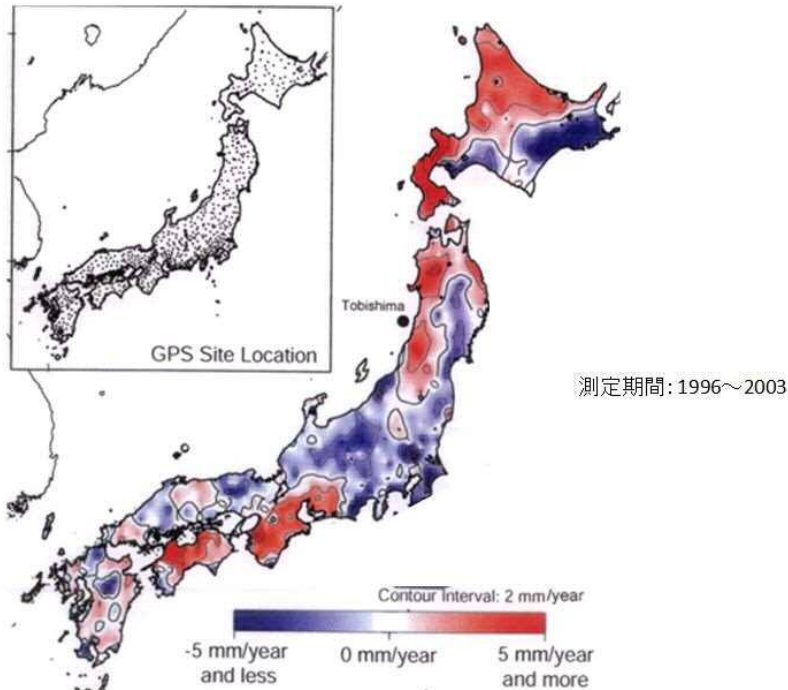 GPS Site Location
Tobishima
測定期間：1996～2003
Contour Interval: 2 mm/year
-5 mm/year
and less
0 mm/year
5 mm/year
and more